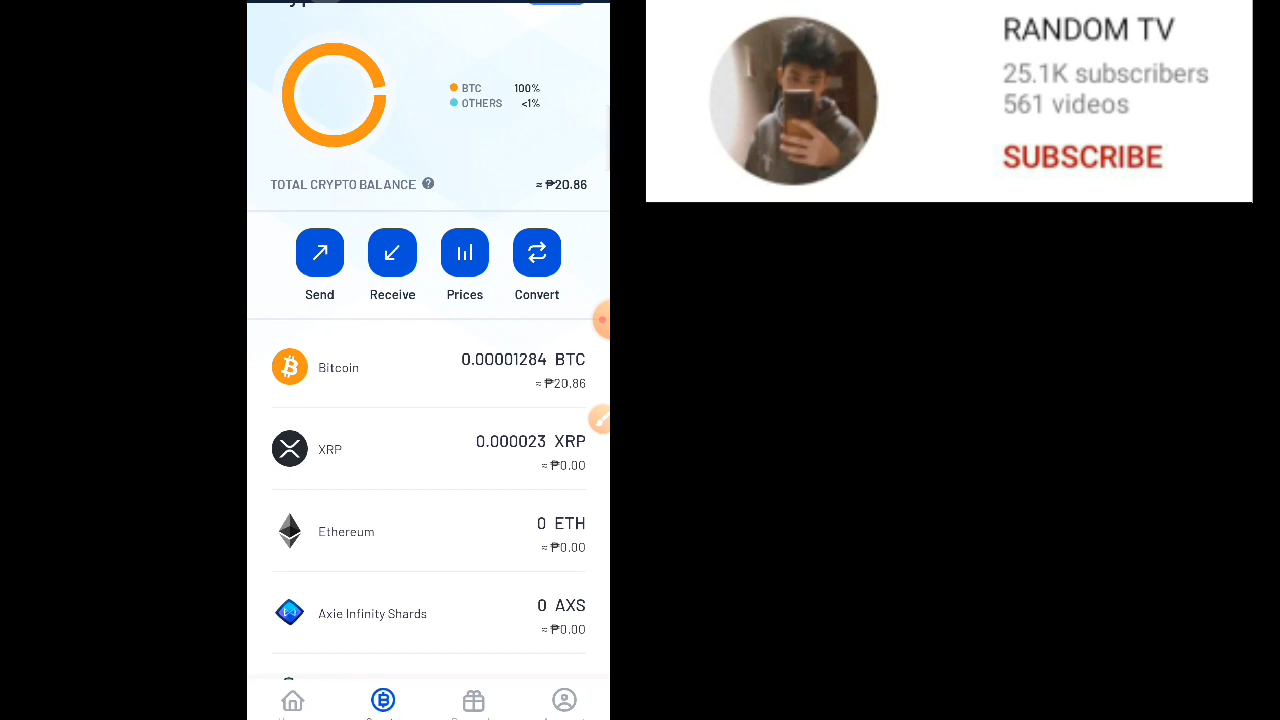 BTC 100%
OTHERS <1%
TOTAL CRYPTO BALANCE ? ≈ ₱20.86
Send Receive Prices Convert
Bitcoin 0.00001284 BTC
≈ ₱20.86
XRP 0.000023 XRP
≈ ₱0.00
Ethereum 0 ETH
≈ ₱0.00
Axie Infinity Shards 0 AXS
≈ ₱0.00
RANDOM TV
25.1K subscribers
561 videos
SUBSCRIBE